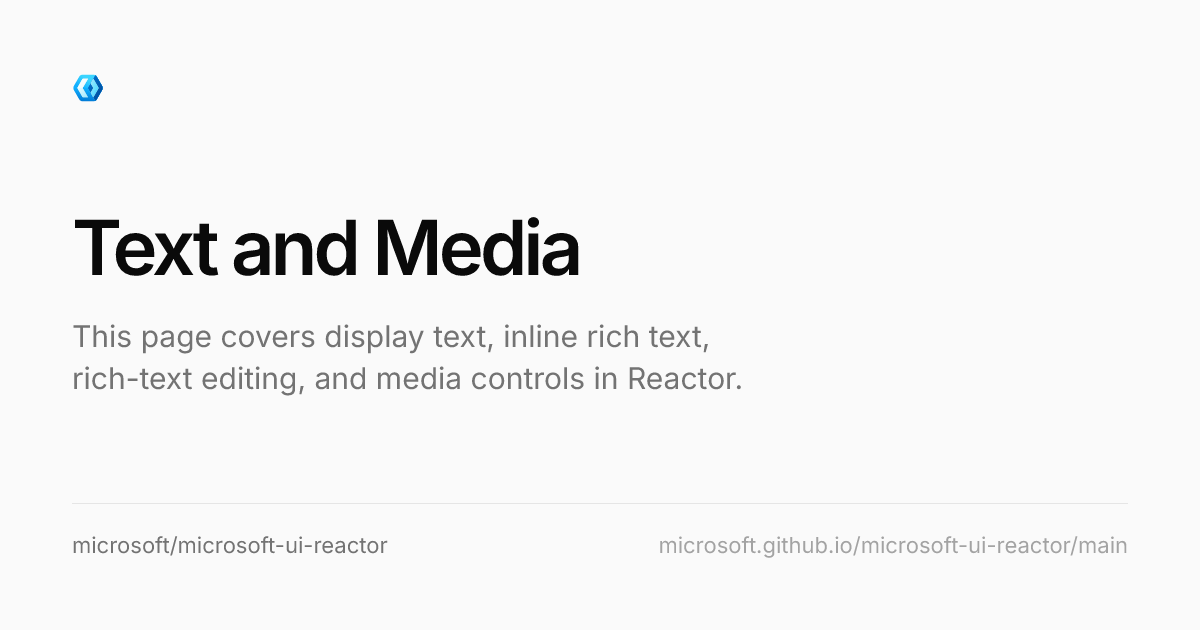 Text and Media
This page covers display text, inline rich text,
rich-text editing, and media controls in Reactor.
microsoft/microsoft-ui-reactor
microsoft.github.io/microsoft-ui-reactor/main